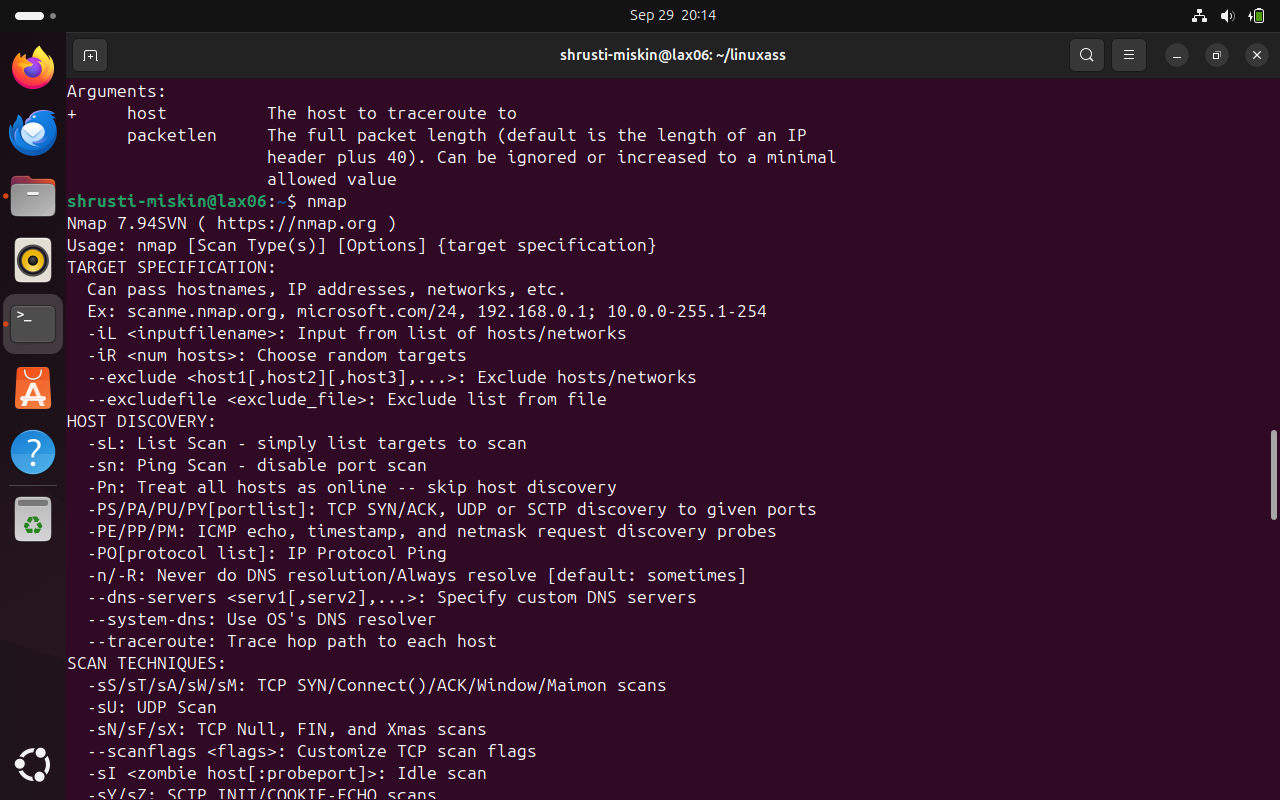 Sep 29 20:14
shrusti-miskin@lax06: ~/linuxass
Arguments:
+     host          The host to traceroute to
      packetlen     The full packet length (default is the length of an IP
                    header plus 40). Can be ignored or increased to a minimal
                    allowed value
shrusti-miskin@lax06:~$ nmap
Nmap 7.94SVN ( https://nmap.org )
Usage: nmap [Scan Type(s)] [Options] {target specification}
TARGET SPECIFICATION:
  Can pass hostnames, IP addresses, networks, etc.
  Ex: scanme.nmap.org, microsoft.com/24, 192.168.0.1; 10.0.0-255.1-254
  -iL <inputfilename>: Input from list of hosts/networks
  -iR <num hosts>: Choose random targets
  --exclude <host1[,host2][,host3],...>: Exclude hosts/networks
  --excludefile <exclude_file>: Exclude list from file
HOST DISCOVERY:
  -sL: List Scan - simply list targets to scan
  -sn: Ping Scan - disable port scan
  -Pn: Treat all hosts as online -- skip host discovery
  -PS/PA/PU/PY[portlist]: TCP SYN/ACK, UDP or SCTP discovery to given ports
  -PE/PP/PM: ICMP echo, timestamp, and netmask request discovery probes
  -PO[protocol list]: IP Protocol Ping
  -n/-R: Never do DNS resolution/Always resolve [default: sometimes]
  --dns-servers <serv1[,serv2],...>: Specify custom DNS servers
  --system-dns: Use OS's DNS resolver
  --traceroute: Trace hop path to each host
SCAN TECHNIQUES:
  -sS/sT/sA/sW/sM: TCP SYN/Connect()/ACK/Window/Maimon scans
  -sU: UDP Scan
  -sN/sF/sX: TCP Null, FIN, and Xmas scans
  --scanflags <flags>: Customize TCP scan flags
  -sI <zombie host[:probeport]>: Idle scan
  -sY/sZ: SCTP INIT/COOKIE-ECHO scans